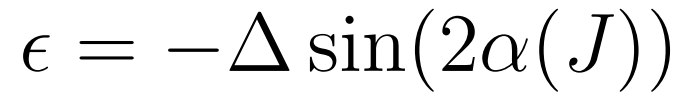 ϵ = −Δ sin(2α(J))